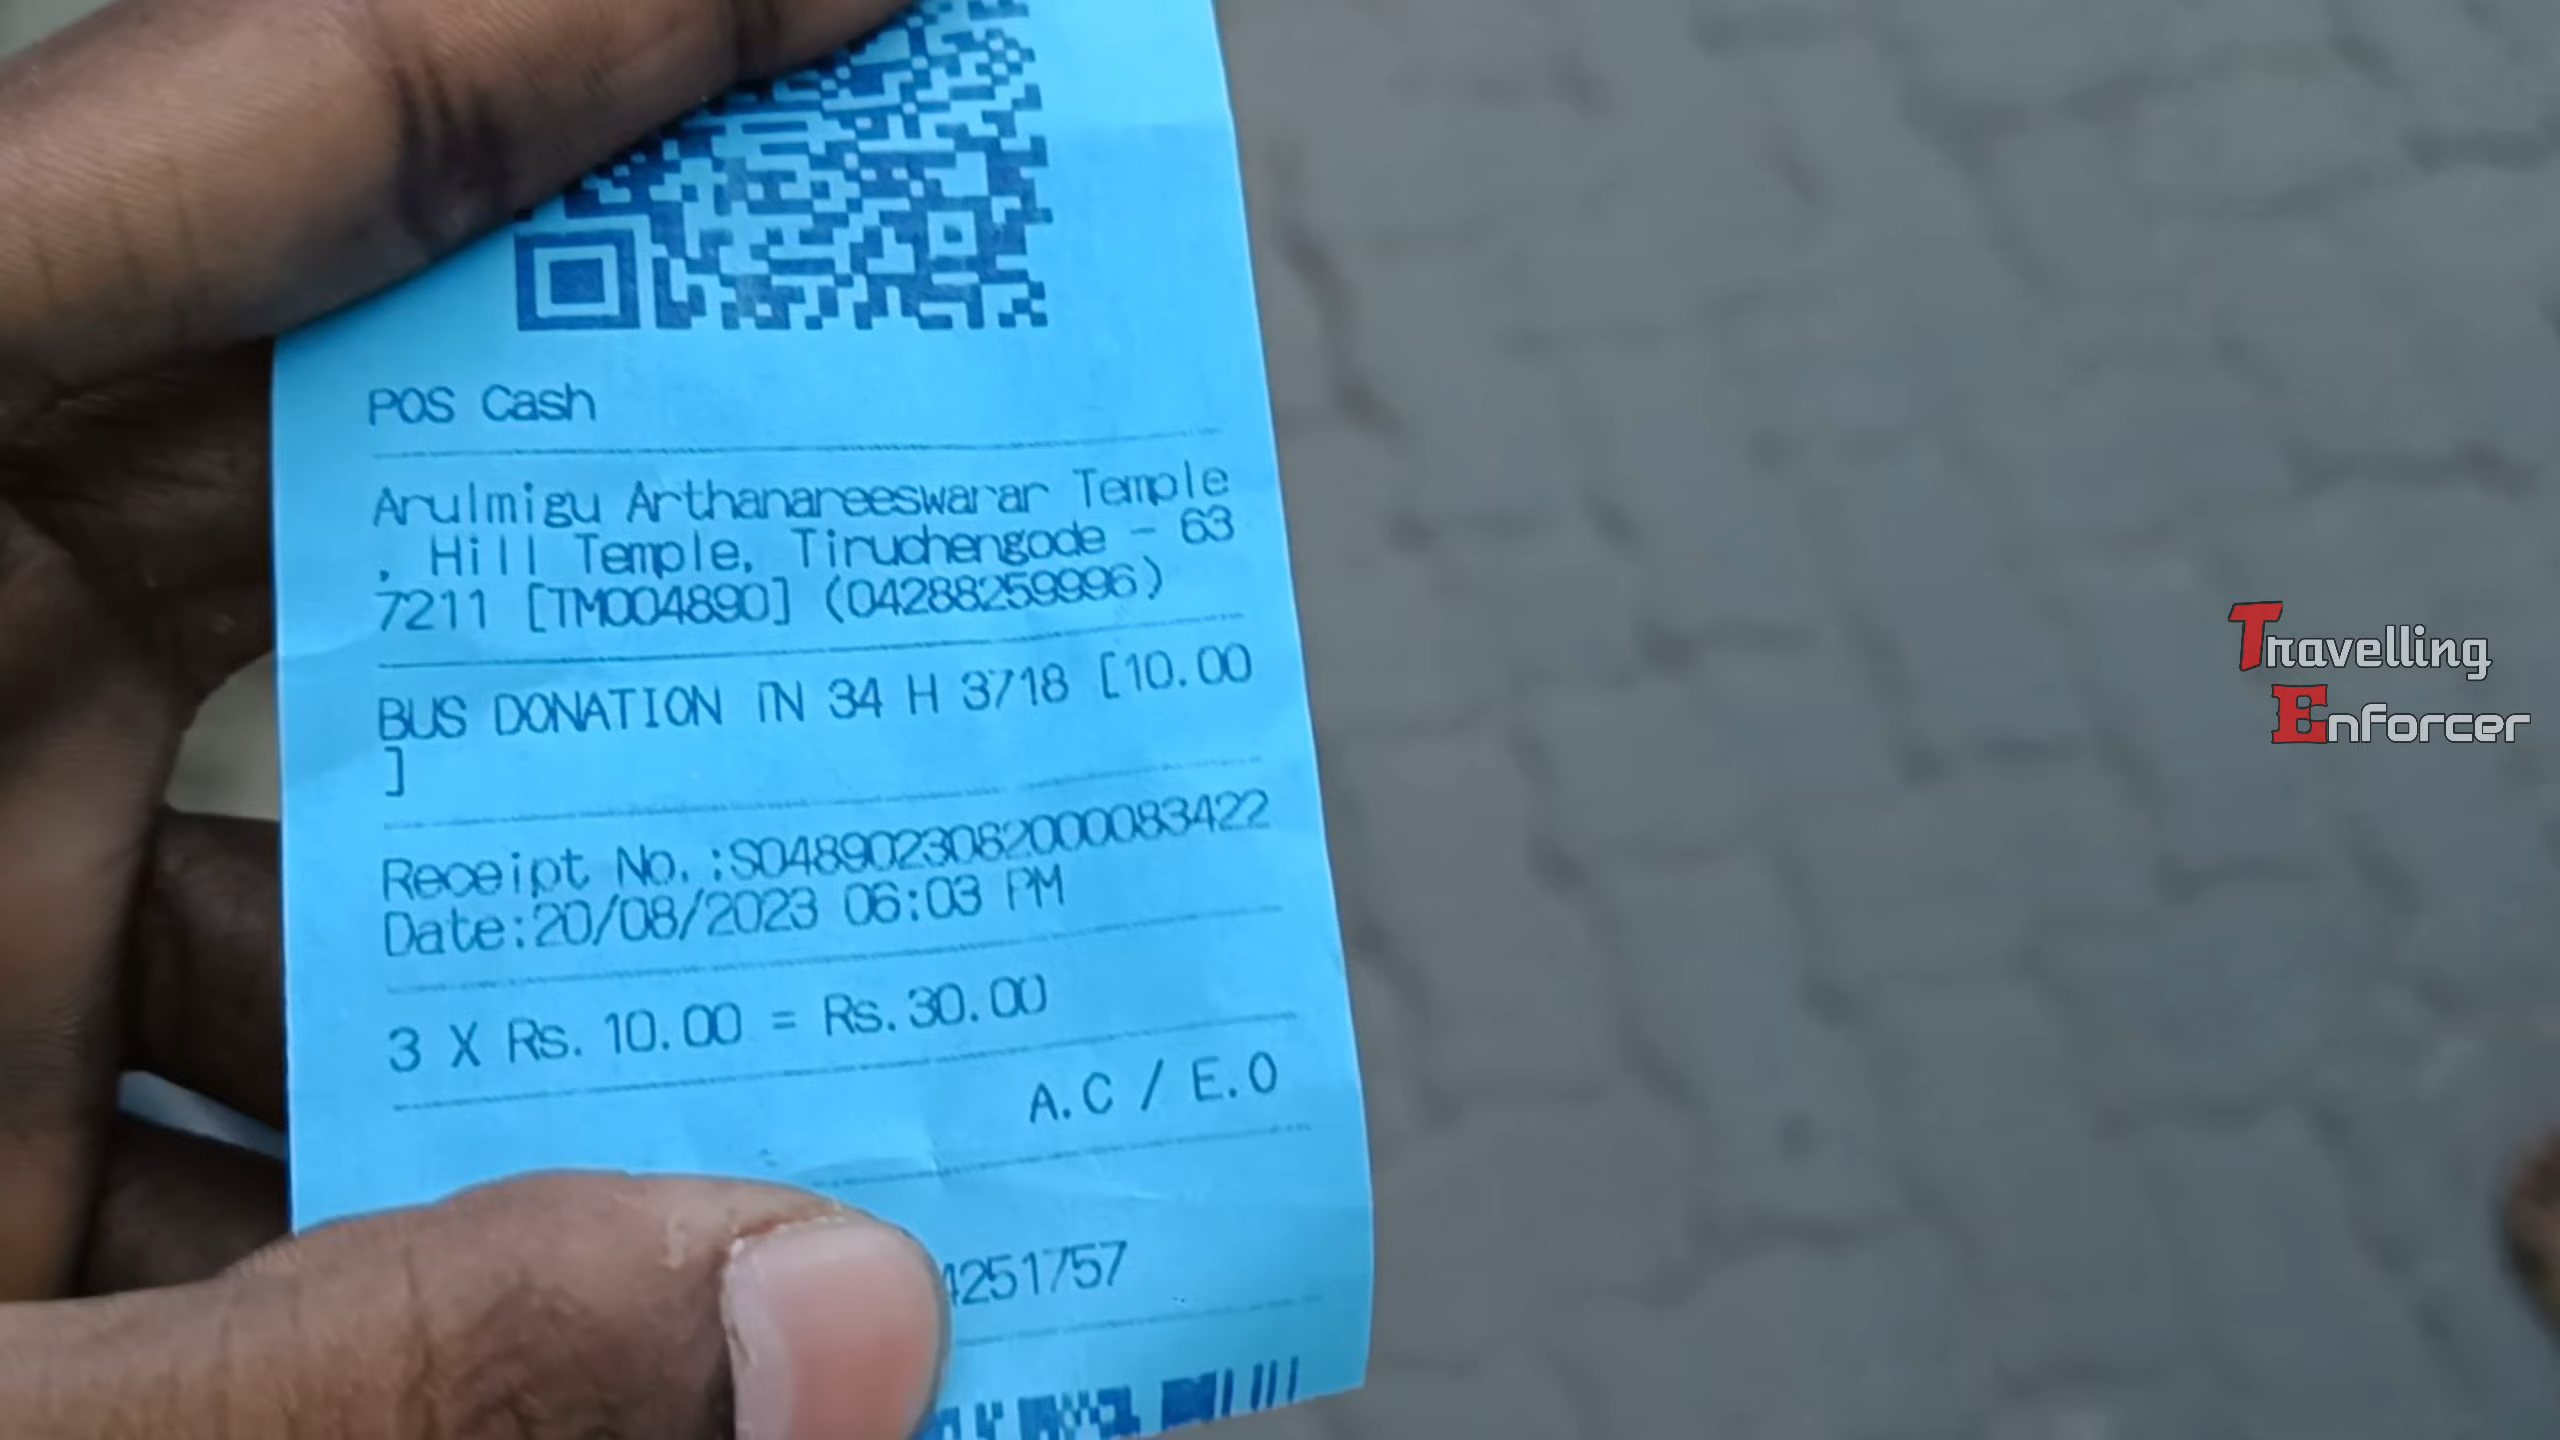 POS Cash
Arulmigu Arthanareeswarar Temple
, Hill Temple, Tiruchengode - 63
7211 [TM004890] (04288259996)
BUS DONATION TN 34 H 3718 [10.00
]
Receipt No. :S04890230820000083422
Date:20/08/2023 06:03 PM
3 X Rs. 10.00 = Rs.30.00
A.C / E.O
4251757
Travelling
Enforcer